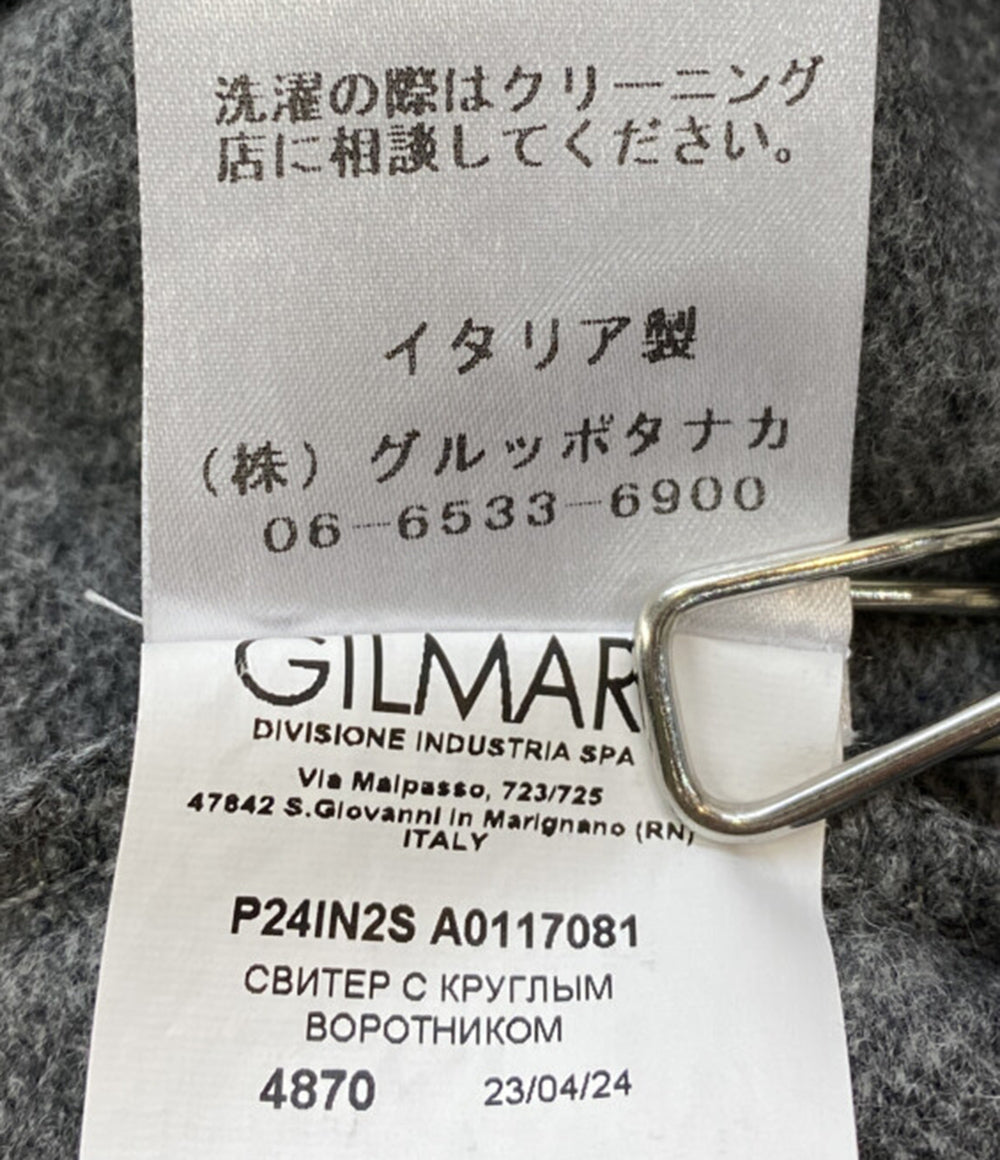 洗濯の際はクリーニング
店に相談してください。
イタリア製
（株）グルッポタナカ
06-6533-6900
GILMAR
DIVISIONE INDUSTRIA SPA
Via Malpasso, 723/725
47842 S.Giovanni in Marignano (RN)
ITALY
P24IN2S A0117081
СВИТЕР С КРУГЛЫМ
ВОРОТНИКОМ
4870 23/04/24